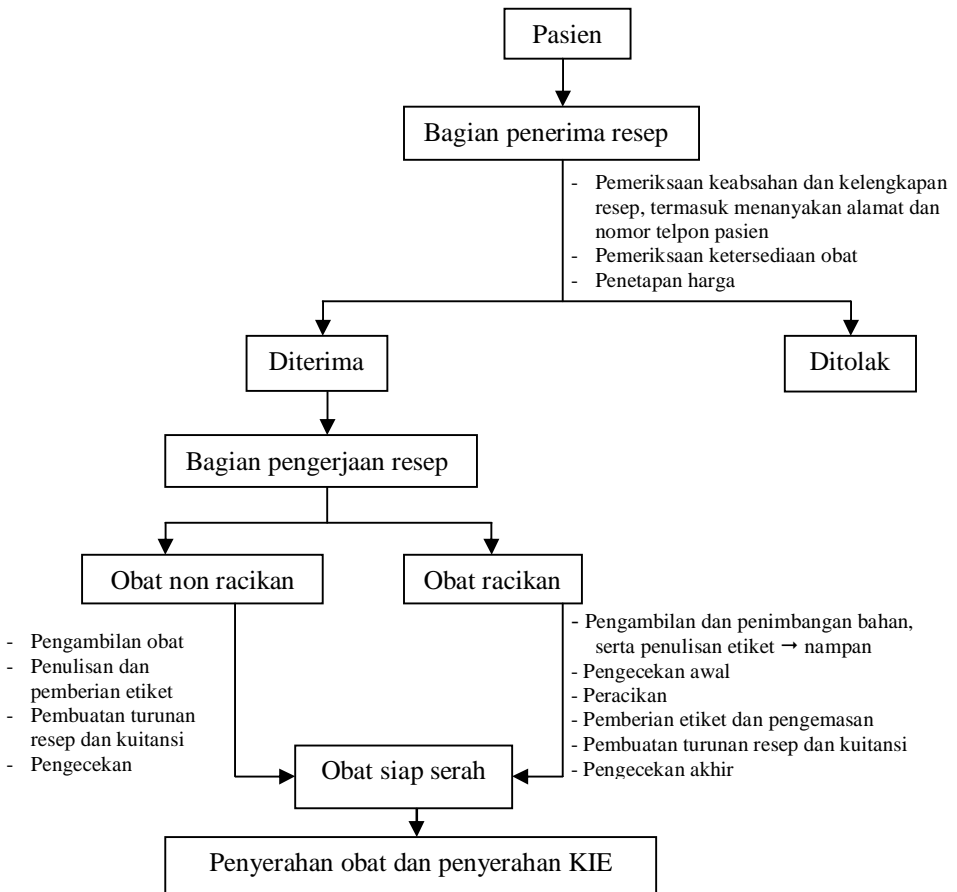 Pasien
Bagian penerima resep
- Pemeriksaan keabsahan dan kelengkapan
resep, termasuk menanyakan alamat dan
nomor telpon pasien
- Pemeriksaan ketersediaan obat
- Penetapan harga
Diterima
Ditolak
Bagian pengerjaan resep
Obat non racikan
Obat racikan
- Pengambilan obat
- Penulisan dan
pemberian etiket
- Pembuatan turunan
resep dan kuitansi
- Pengecekan
- Pengambilan dan penimbangan bahan,
serta penulisan etiket → nampan
- Pengecekan awal
- Peracikan
- Pemberian etiket dan pengemasan
- Pembuatan turunan resep dan kuitansi
- Pengecekan akhir
Obat siap serah
Penyerahan obat dan penyerahan KIE